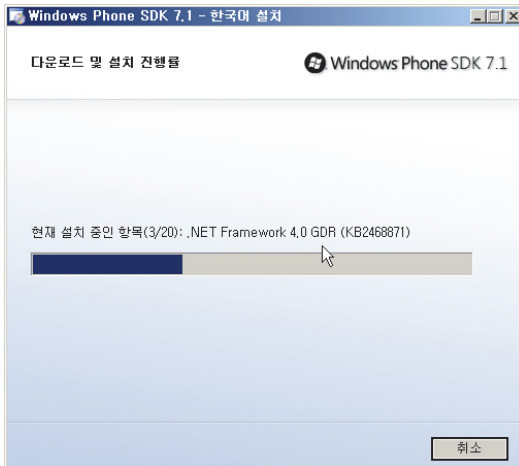 Windows Phone SDK 7.1 - 한국어 설치
다운로드 및 설치 진행률
Windows Phone SDK 7.1
현재 설치 중인 항목(3/20): .NET Framework 4.0 GDR (KB2468871)
취소